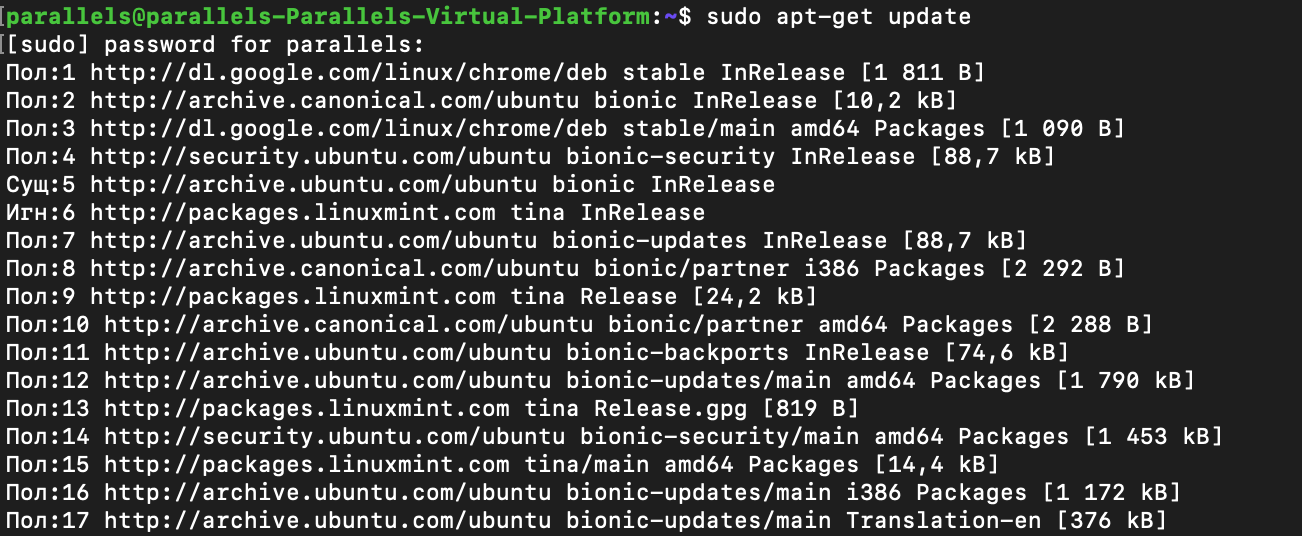 parallels@parallels-Parallels-Virtual-Platform:~$ sudo apt-get update
[sudo] password for parallels:
Пол:1 http://dl.google.com/linux/chrome/deb stable InRelease [1 811 B]
Пол:2 http://archive.canonical.com/ubuntu bionic InRelease [10,2 kB]
Пол:3 http://dl.google.com/linux/chrome/deb stable/main amd64 Packages [1 090 B]
Пол:4 http://security.ubuntu.com/ubuntu bionic-security InRelease [88,7 kB]
Сущ:5 http://archive.ubuntu.com/ubuntu bionic InRelease
Игн:6 http://packages.linuxmint.com tina InRelease
Пол:7 http://archive.ubuntu.com/ubuntu bionic-updates InRelease [88,7 kB]
Пол:8 http://archive.canonical.com/ubuntu bionic/partner i386 Packages [2 292 B]
Пол:9 http://packages.linuxmint.com tina Release [24,2 kB]
Пол:10 http://archive.canonical.com/ubuntu bionic/partner amd64 Packages [2 288 B]
Пол:11 http://archive.ubuntu.com/ubuntu bionic-backports InRelease [74,6 kB]
Пол:12 http://archive.ubuntu.com/ubuntu bionic-updates/main amd64 Packages [1 790 kB]
Пол:13 http://packages.linuxmint.com tina Release.gpg [819 B]
Пол:14 http://security.ubuntu.com/ubuntu bionic-security/main amd64 Packages [1 453 kB]
Пол:15 http://packages.linuxmint.com tina/main amd64 Packages [14,4 kB]
Пол:16 http://archive.ubuntu.com/ubuntu bionic-updates/main i386 Packages [1 172 kB]
Пол:17 http://archive.ubuntu.com/ubuntu bionic-updates/main Translation-en [376 kB]